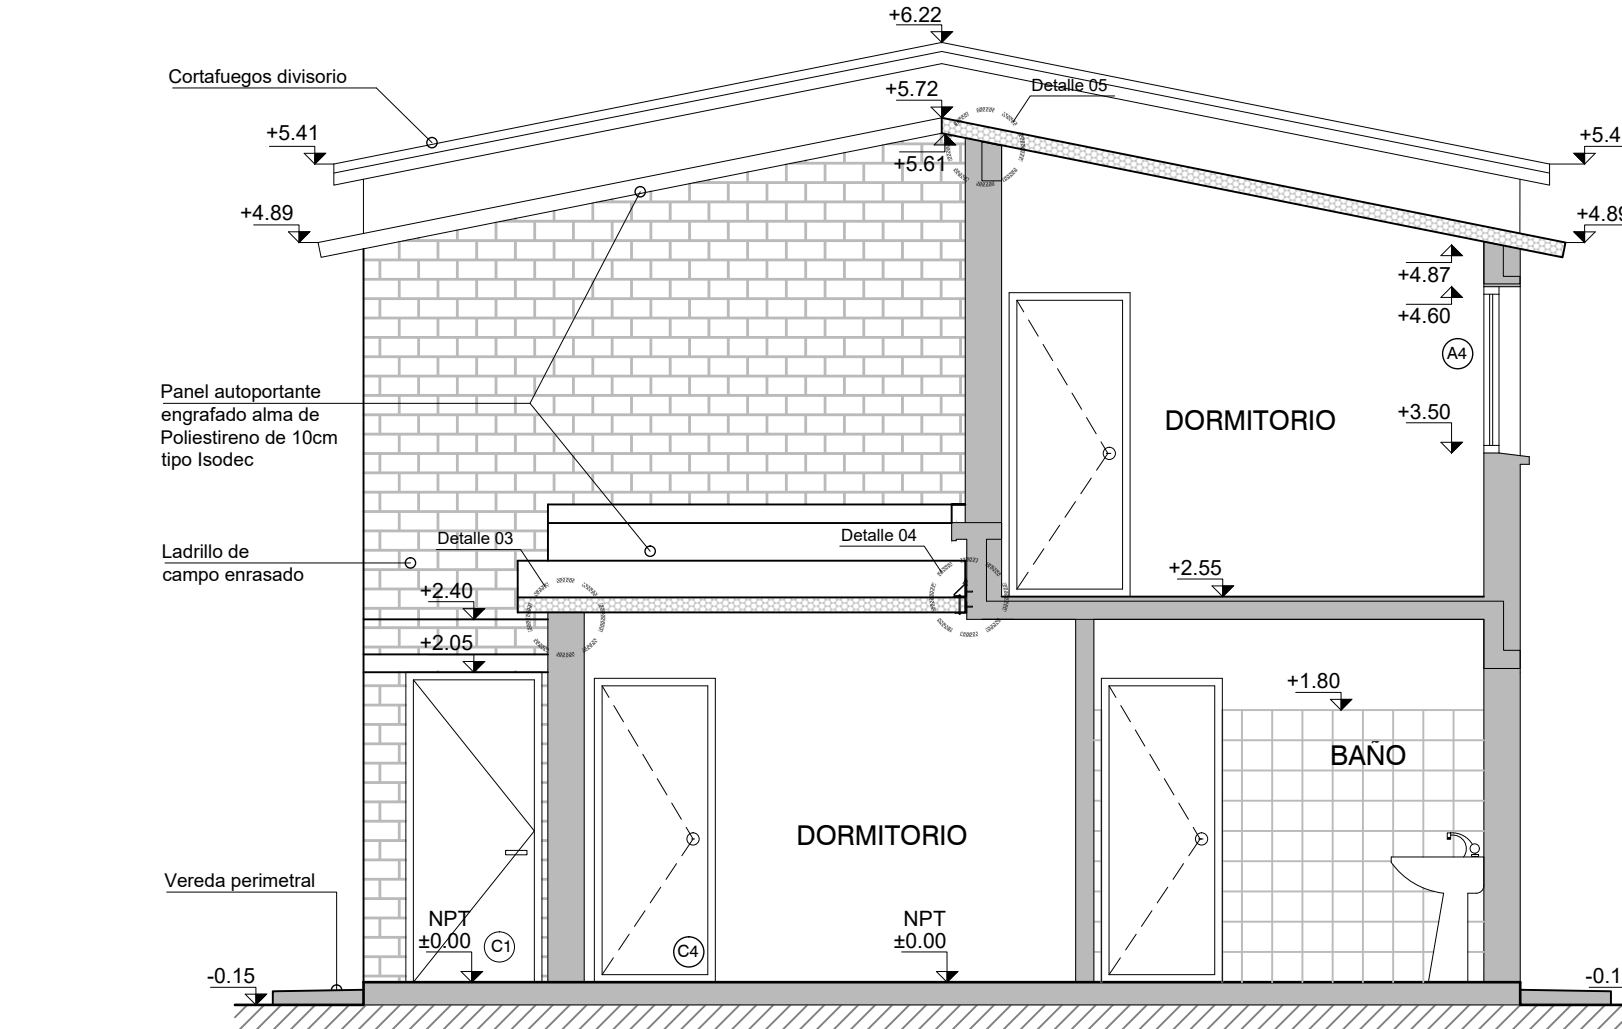 +6.22
Cortafuegos divisorio
+5.72
Detalle 05
+5.41
+5.4
+5.61
+4.89
+4.89
+4.87
+4.60
A4
Panel autoportante
engrafado alma de
Poliestireno de 10cm
tipo Isodec
DORMITORIO
+3.50
Detalle 03
Detalle 04
Ladrillo de
campo enrasado
+2.55
+2.40
+2.05
+1.80
BAÑO
DORMITORIO
Vereda perimetral
NPT
±0.00
C1
C4
NPT
±0.00
-0.15
-0.1